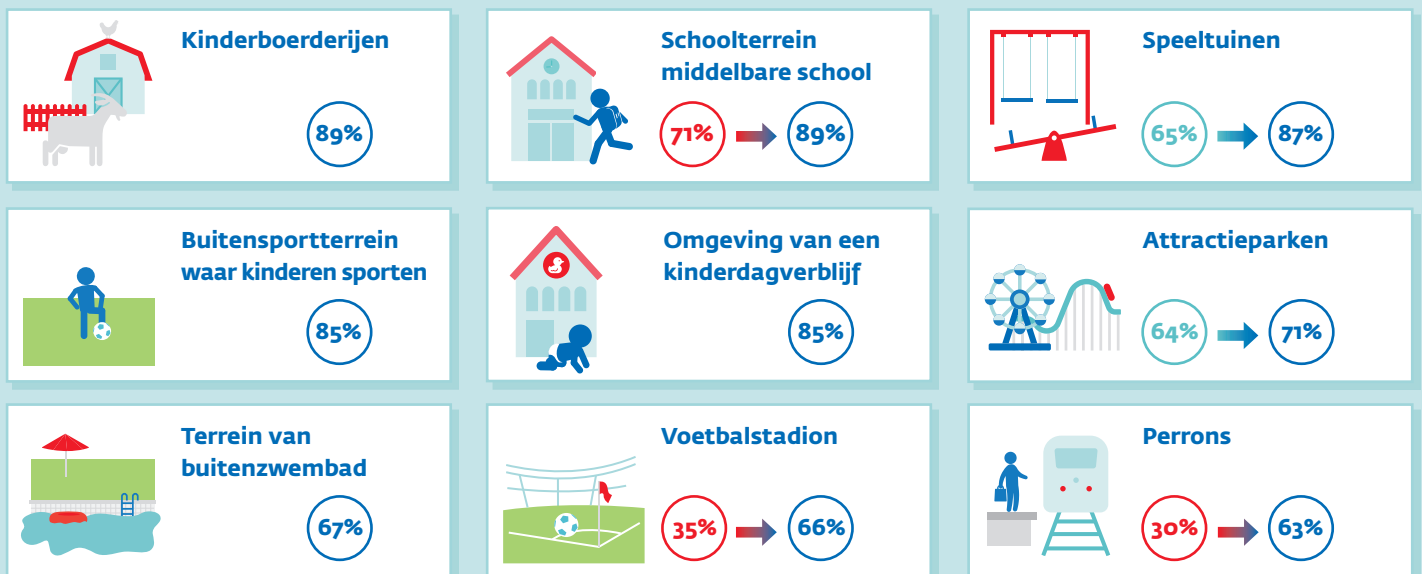 Kinderboerderijen
89%
Schoolterrein
middelbare school
71% 89%
Speeltuinen
65% 87%
Buitensportterrein
waar kinderen sporten
85%
Omgeving van een
kinderdagverblijf
85%
Attractieparken
64% 71%
Terrein van
buitenzwembad
67%
Voetbalstadion
35% 66%
Perrons
30% 63%